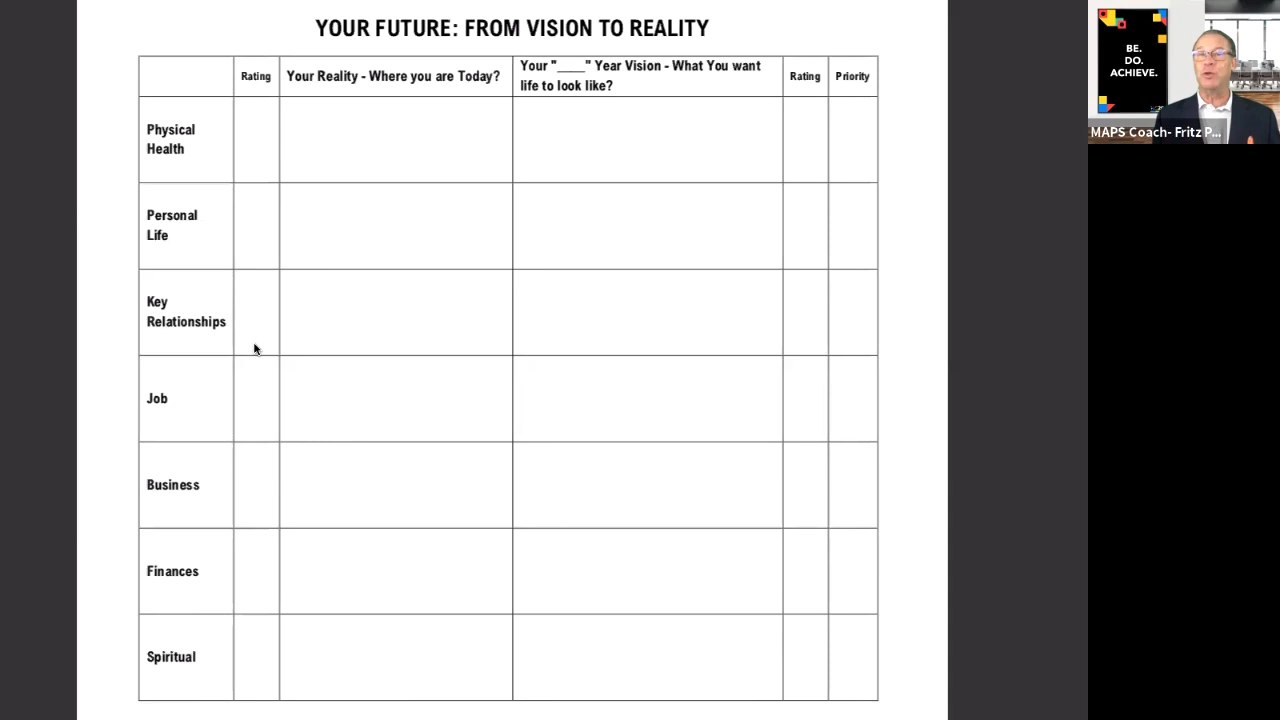 YOUR FUTURE: FROM VISION TO REALITY
Rating
Your Reality - Where you are Today?
Your "____" Year Vision - What You want
life to look like?
Rating
Priority
Physical
Health
Personal
Life
Key
Relationships
Job
Business
Finances
Spiritual
BE.
DO.
ACHIEVE.
MAPS Coach- Fritz P...